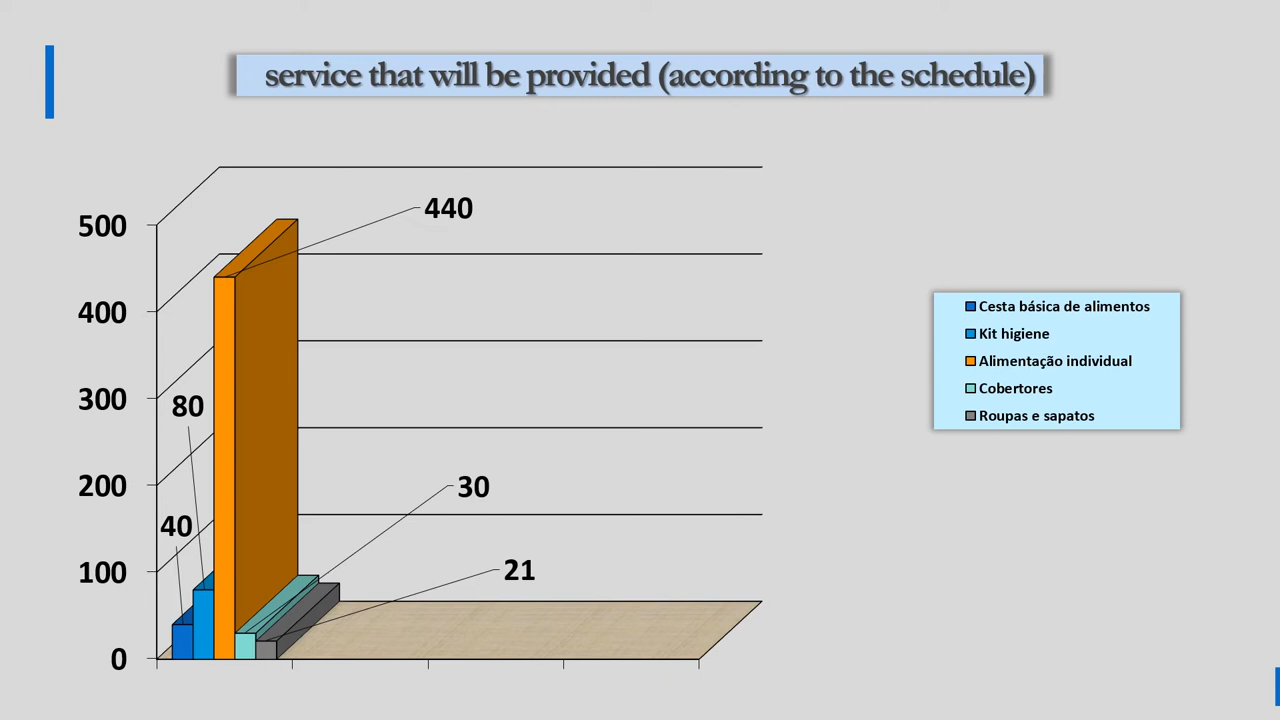 service that will be provided (according to the schedule)
500
400
300
200
100
0
440
80
40
30
21
Cesta básica de alimentos
Kit higiene
Alimentação individual
Cobertores
Roupas e sapatos